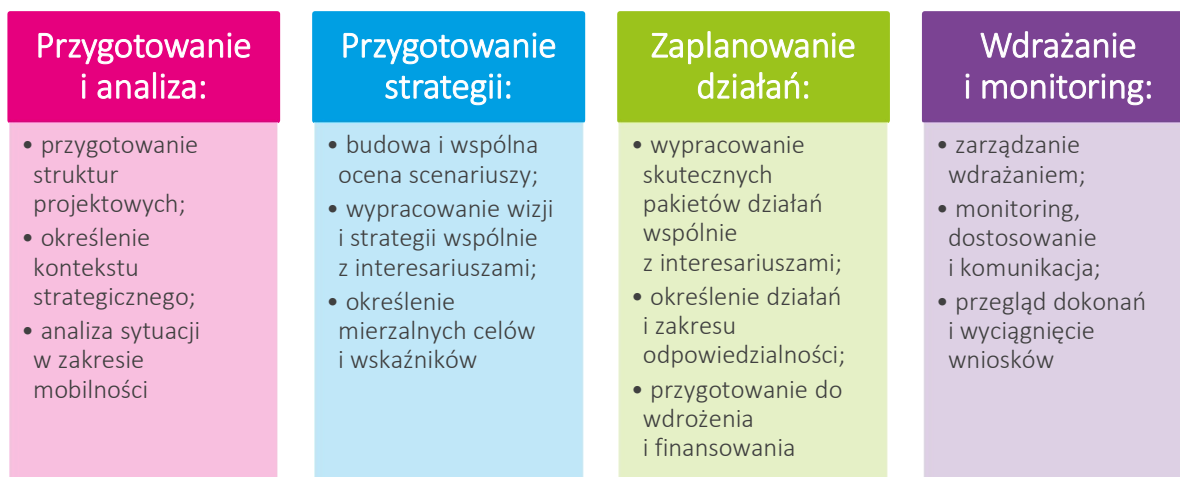 Przygotowanie
i analiza:
• przygotowanie
struktur
projektowych;
• określenie
kontekstu
strategicznego;
• analiza sytuacji
w zakresie
mobilności
Przygotowanie
strategii:
• budowa i wspólna
ocena scenariuszy;
• wypracowanie wizji
i strategii wspólnie
z interesariuszami;
• określenie
mierzalnych celów
i wskaźników
Zaplanowanie
działań:
• wypracowanie
skutecznych
pakietów działań
wspólnie
z interesariuszami;
• określenie działań
i zakresu
odpowiedzialności;
• przygotowanie do
wdrożenia
i finansowania
Wdrażanie
i monitoring:
• zarządzanie
wdrażaniem;
• monitoring,
dostosowanie
i komunikacja;
• przegląd dokonań
i wyciągnięcie
wniosków